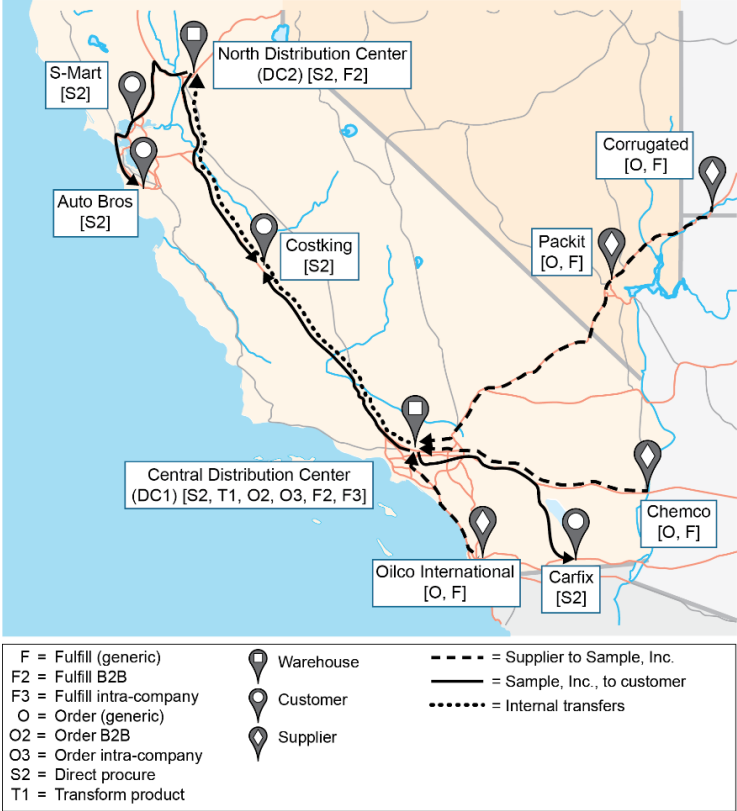 North Distribution Center
(DC2) [S2, F2]
S-Mart
[S2]
Corrugated
[O, F]
Auto Bros
[S2]
Costking
[S2]
Packit
[O, F]
Central Distribution Center
(DC1) [S2, T1, O2, O3, F2, F3]
Chemco
[O, F]
Oilco International
[O, F]
Carfix
[S2]
F = Fulfill (generic)
F2 = Fulfill B2B
F3 = Fulfill intra-company
O = Order (generic)
O2 = Order B2B
O3 = Order intra-company
S2 = Direct procure
T1 = Transform product
Warehouse
Customer
Supplier
= Supplier to Sample, Inc.
= Sample, Inc., to customer
= Internal transfers